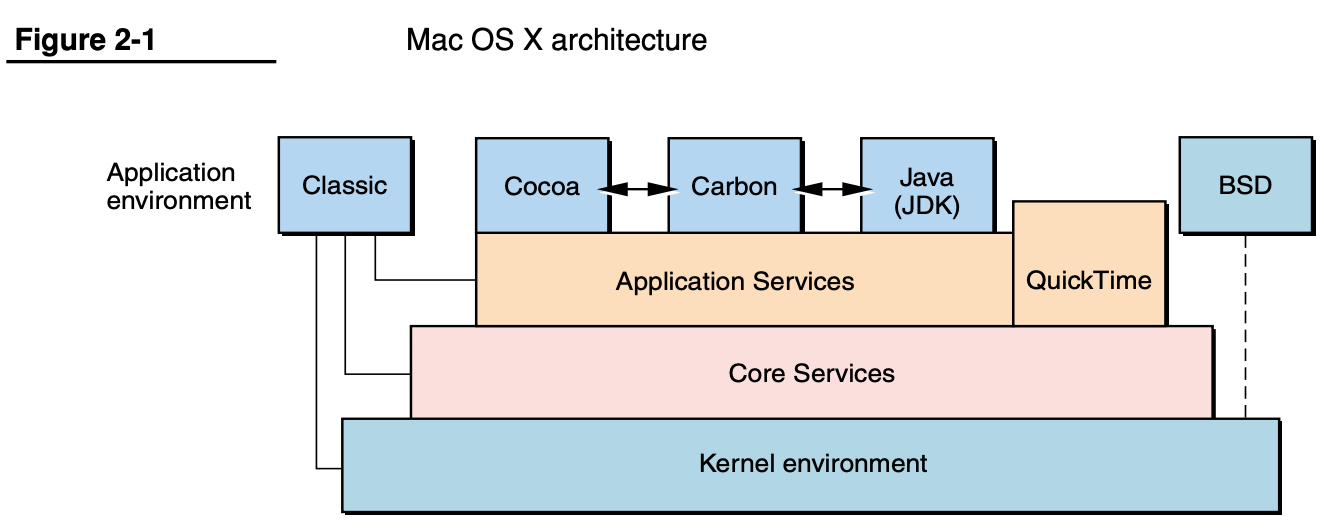 Figure 2-1
Mac OS X architecture
Application
environment
Classic
Cocoa
Carbon
Java
(JDK)
BSD
Application Services
QuickTime
Core Services
Kernel environment